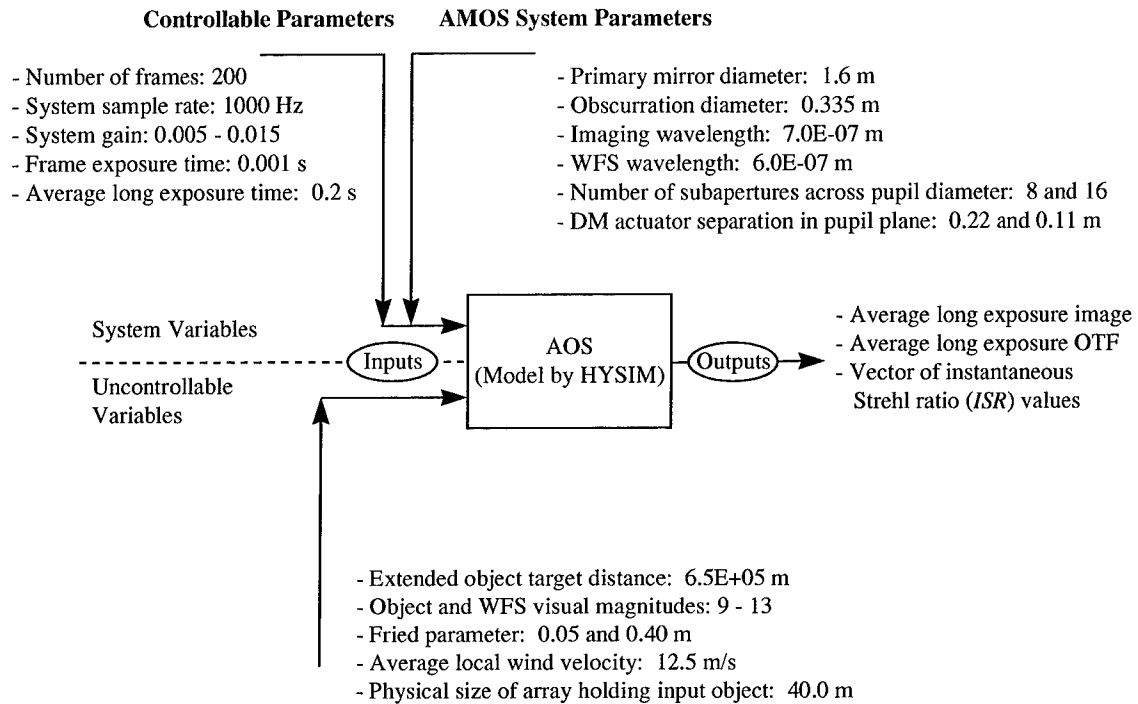 Controllable Parameters
- Number of frames: 200
- System sample rate: 1000 Hz
- System gain: 0.005 - 0.015
- Frame exposure time: 0.001 s
- Average long exposure time: 0.2 s
AMOS System Parameters
- Primary mirror diameter: 1.6 m
- Obscurration diameter: 0.335 m
- Imaging wavelength: 7.0E-07 m
- WFS wavelength: 6.0E-07 m
- Number of subapertures across pupil diameter: 8 and 16
- DM actuator separation in pupil plane: 0.22 and 0.11 m
System Variables
Uncontrollable
Variables
Inputs
AOS
(Model by HYSIM)
Outputs
- Average long exposure image
- Average long exposure OTF
- Vector of instantaneous
Strehl ratio (ISR) values
- Extended object target distance: 6.5E+05 m
- Object and WFS visual magnitudes: 9 - 13
- Fried parameter: 0.05 and 0.40 m
- Average local wind velocity: 12.5 m/s
- Physical size of array holding input object: 40.0 m